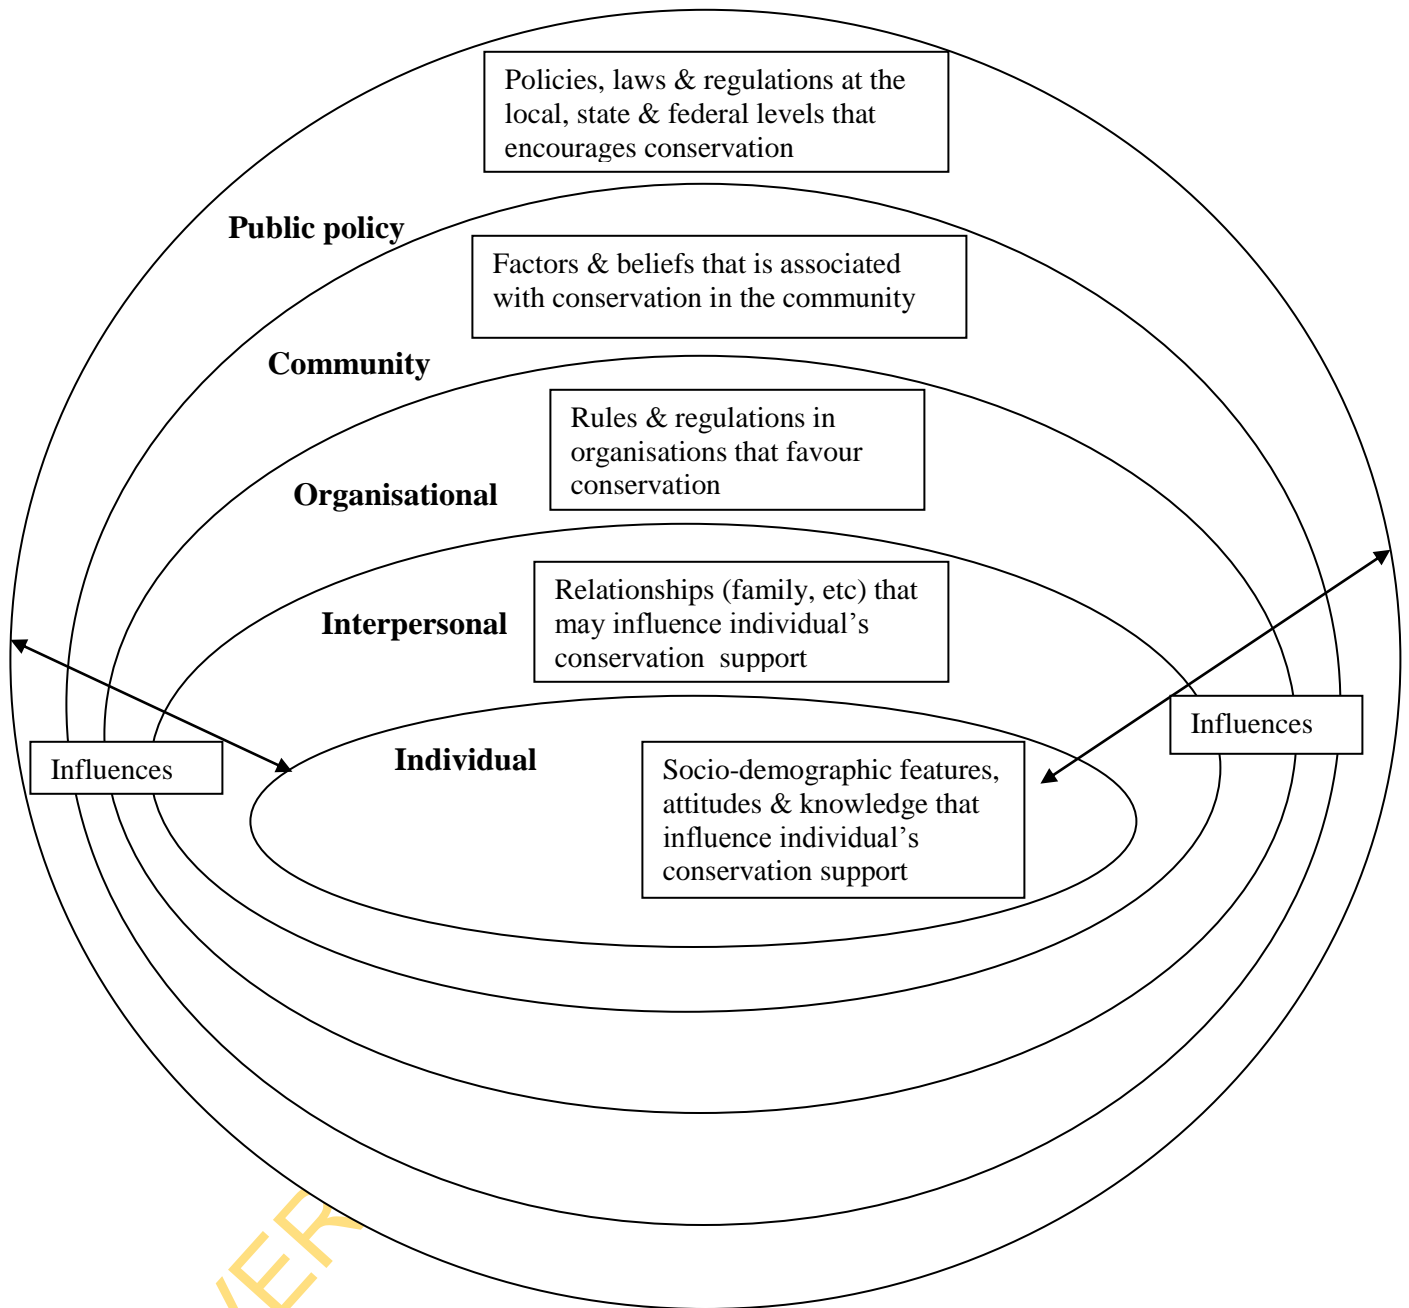 Policies, laws & regulations at the
local, state & federal levels that
encourages conservation
Public policy
Factors & beliefs that is associated
with conservation in the community
Community
Rules & regulations in
organisations that favour
conservation
Organisational
Relationships (family, etc) that
may influence individual’s
conservation support
Interpersonal
Individual
Socio-demographic features,
attitudes & knowledge that
influence individual’s
conservation support
Influences
Influences